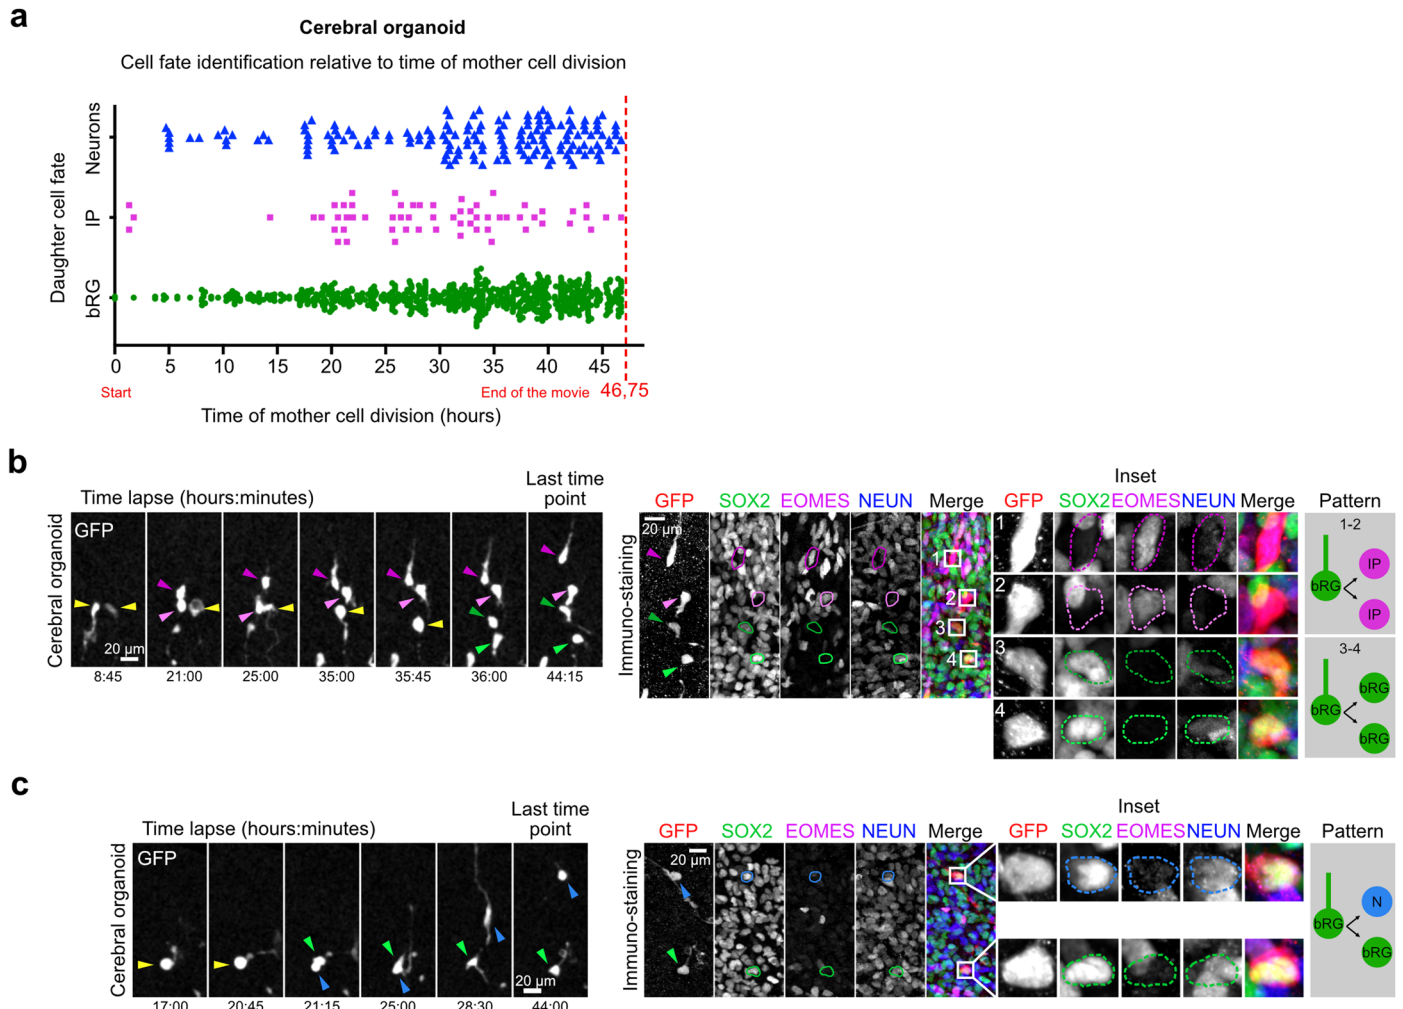 a
Cerebral organoid
Cell fate identification relative to time of mother cell division
Daughter cell fate
Neurons
IP
bRG
0 5 10 15 20 25 30 35 40 45
Start
End of the movie 46,75
Time of mother cell division (hours)
b
Time lapse (hours:minutes)
Last time
point
Cerebral organoid
GFP
20 µm
8:45 21:00 25:00 35:00 35:45 36:00 44:15
Immuno-staining
GFP SOX2 EOMES NEUN Merge
20 µm
1
2
3
4
Inset
GFP SOX2 EOMES NEUN Merge
1
2
3
4
Pattern
1-2
bRG
IP
IP
3-4
bRG
bRG
bRG
c
Time lapse (hours:minutes)
Last time
point
Cerebral organoid
GFP
20 µm
17:00 20:45 21:15 25:00 28:30 44:00
Immuno-staining
GFP SOX2 EOMES NEUN Merge
20 µm
Inset
GFP SOX2 EOMES NEUN Merge
Pattern
bRG
N
bRG